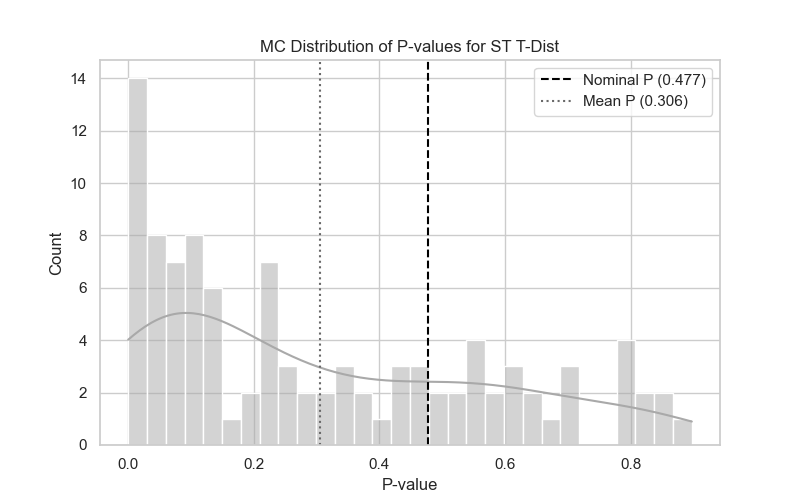 MC Distribution of P-values for ST T-Dist
Nominal P (0.477)
Mean P (0.306)
Count
14
12
10
8
6
4
2
0
0.0 0.2 0.4 0.6 0.8
P-value